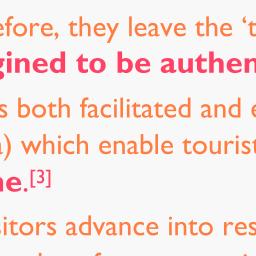 efore, they leave the ‘t
gined to be authen
s both facilitated and e
a) which enable tourist
ne.[3]
sitors advance into res